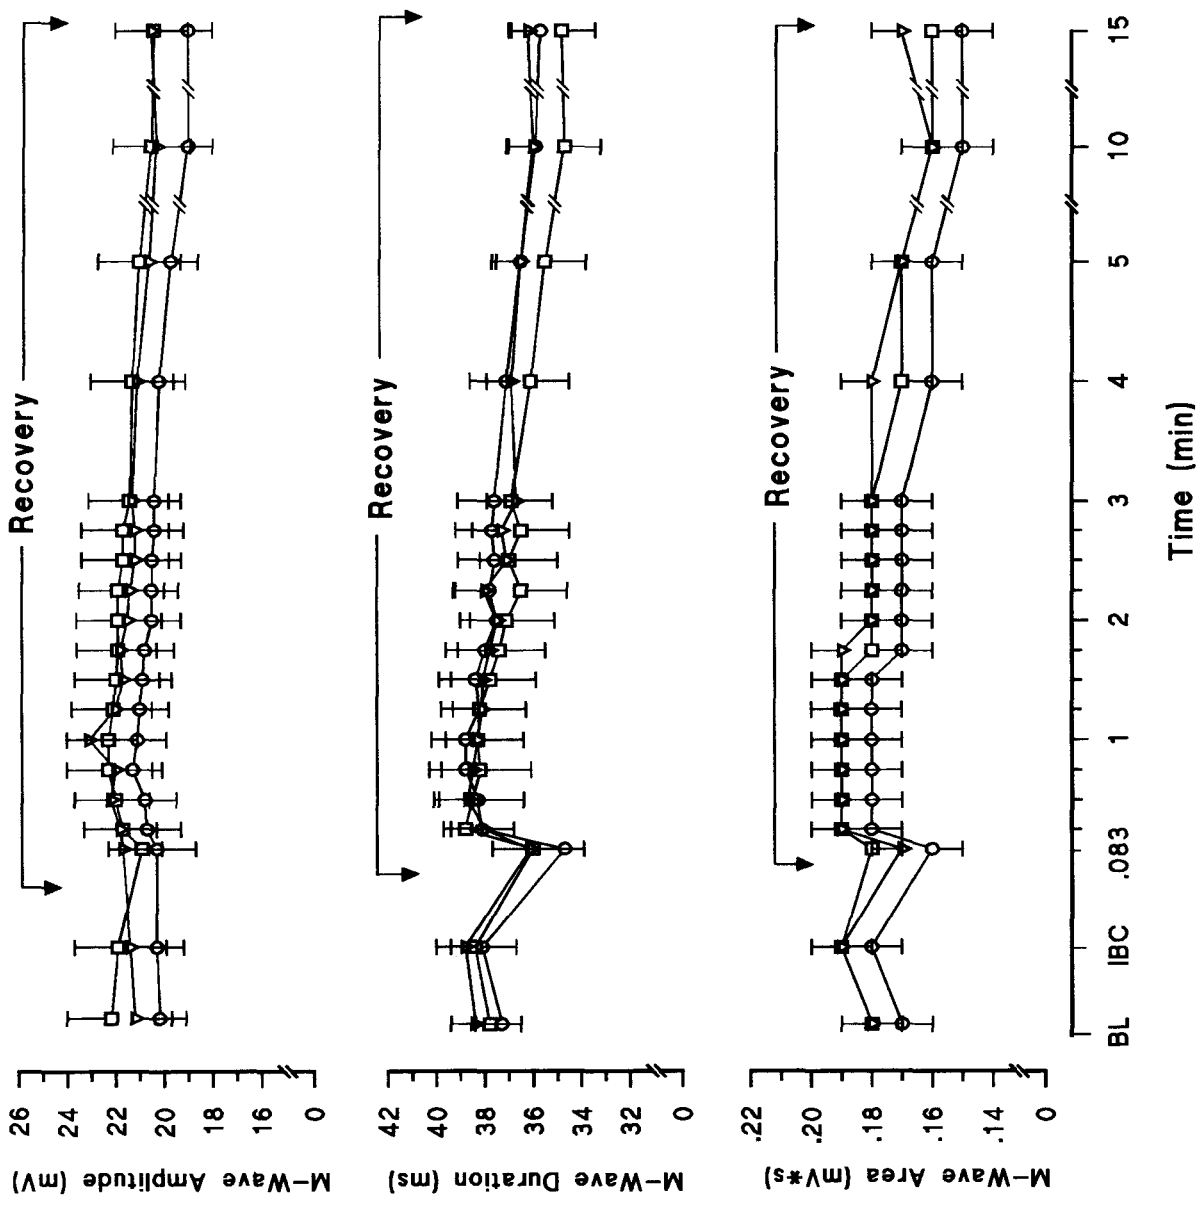 Recovery
26
24
22
20
18
16
0
M-Wave Amplitude (mV)
Recovery
42
40
38
36
34
32
0
M-Wave Duration (ms)
Recovery
.22
.20
.18
.16
.14
0
M-Wave Area (mV*s)
BL IBC .083 1 2 3 4 5 10 15
Time (min)